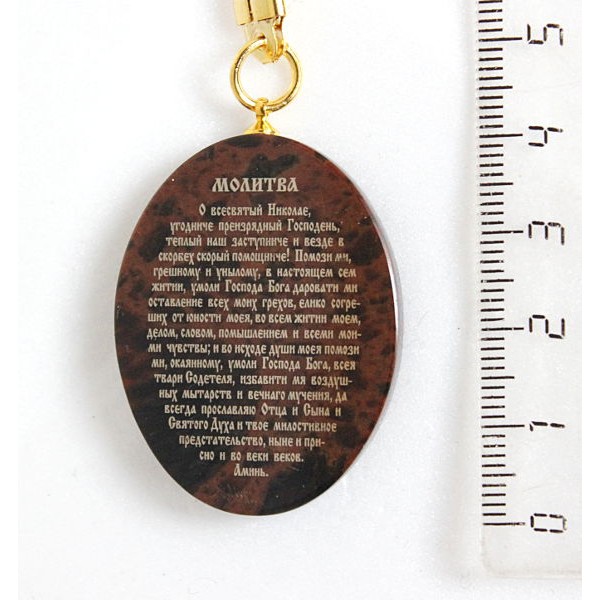 МОЛИТВА
О всесвятый Николае,
угодниче преизрядный Господень,
теплый наш заступниче и везде в
скорбех скорый помощниче! Помози ми,
грешному и унылому, в настоящем сем
житии, умоли Господа Бога даровати ми
оставление всех моих грехов, елико согре-
ших от юности моея, во всем житии моем,
делом, словом, помышлением и всеми мои-
ми чувствы; и во исходе души моея помози
ми, окаянному, умоли Господа Бога, всея
твари Содетеля, избавити мя воздуш-
ных мытарств и вечнаго мучения, да
всегда прославляю Отца и Сына и
Святого Духа и твое милостивное
предстательство, ныне и при-
сно и во веки веков.
Аминь.
5
4
3
2
1
0